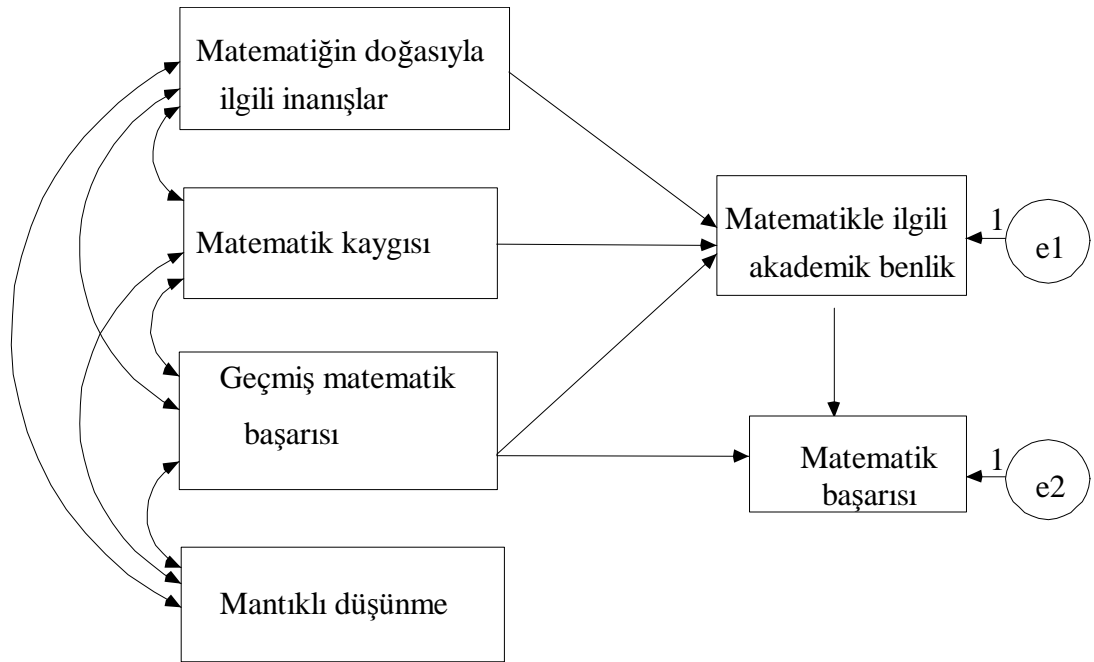 Matematiğin doğasıyla
ilgili inanışlar
Matematik kaygısı
Geçmiş matematik
başarısı
Mantıklı düşünme
Matematikle ilgili
akademik benlik
1
e1
Matematik
başarısı
1
e2